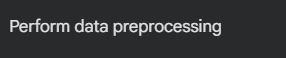 Perform data preprocessing